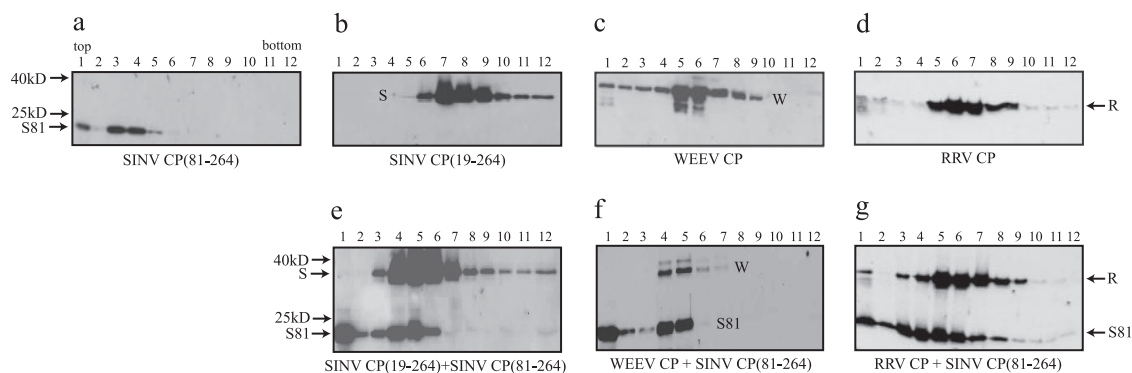 a
top bottom
1 2 3 4 5 6 7 8 9 10 11 12
40kD
25kD
S81
SINV CP(81-264)
b
1 2 3 4 5 6 7 8 9 10 11 12
S
SINV CP(19-264)
c
1 2 3 4 5 6 7 8 9 10 11 12
W
WEEV CP
d
1 2 3 4 5 6 7 8 9 10 11 12
R
RRV CP
e
1 2 3 4 5 6 7 8 9 10 11 12
40kD
S
25kD
S81
SINV CP(19-264)+SINV CP(81-264)
f
1 2 3 4 5 6 7 8 9 10 11 12
W
S81
WEEV CP + SINV CP(81-264)
g
1 2 3 4 5 6 7 8 9 10 11 12
R
S81
RRV CP + SINV CP(81-264)